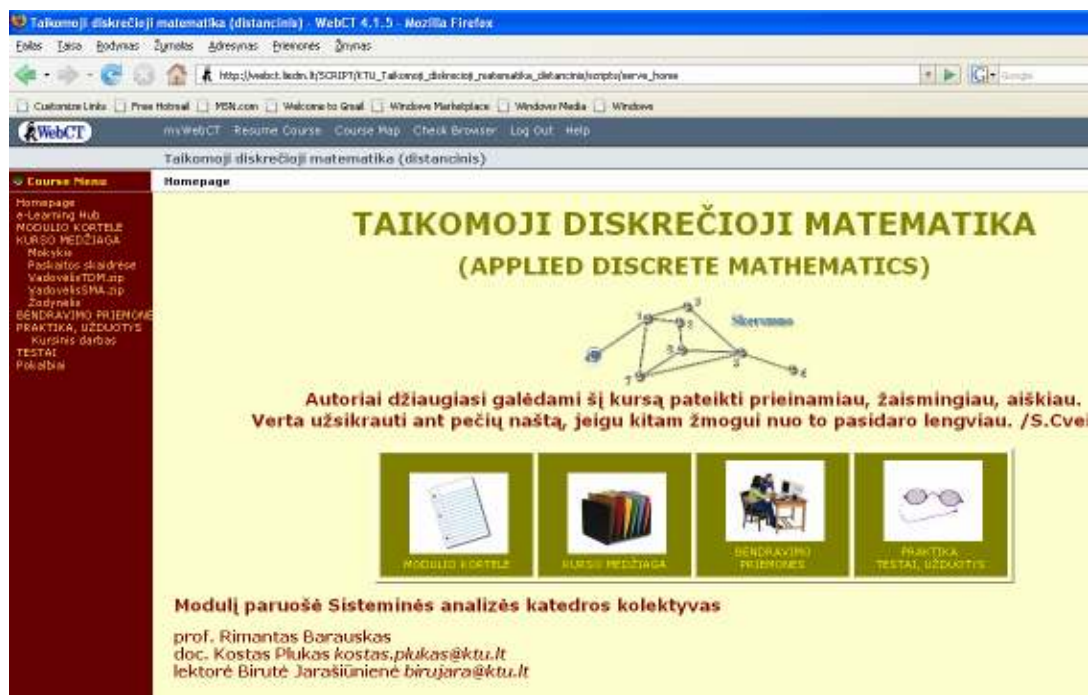 Taikomoji diskrečioji matematika (distancinis) - WebCT 4.1.5 - Mozilla Firefox
Eiti Taisa Rodymas Žymelės Adresynas Priemonės Žinynas
Customize Links Free Hotmail MSN.com Welcome to Gmail Windows Marketplace Windows Media Windows
WebCT myWebCT Resume Course Course Map Check Browser Log Out Help
Taikomoji diskrečioji matematika (distancinis)
Course Menu
Homepage
Homepage
e-Learning Hub
MODULIO KORTELĖ
KURSO MEDŽIAGA
Mokykis
Paskaitos skaidrėse
VadovėlisTDM.zip
VadovėlisSMA.zip
Žodynėlis
BENDRAVIMO PRIEMONĖ
PRAKTIKA, UŽDUOTYS
Kursinis darbas
TESTAI
Pokalbiai
TAIKOMOJI DISKREČIOJI MATEMATIKA
(APPLIED DISCRETE MATHEMATICS)
Autoriai džiaugiasi galėdami šį kursą pateikti prieinamiau, žaismingiau, aiškiau.
Verta užsikrauti ant pečių naštą, jeigu kitam žmogui nuo to pasidaro lengviau. /S.Cvei
MODULIO KORTELĖ
KURSO MEDŽIAGA
BENDRAVIMO
PRIEMONĖS
PRAKTIKA
TESTAI, UŽDUOTYS
Modulį paruošė Sisteminės analizės katedros kolektyvas
prof. Rimantas Barauskas
doc. Kostas Plukas kostas.plukas@ktu.lt
lektorė Birutė Jarašiūnienė birujara@ktu.lt